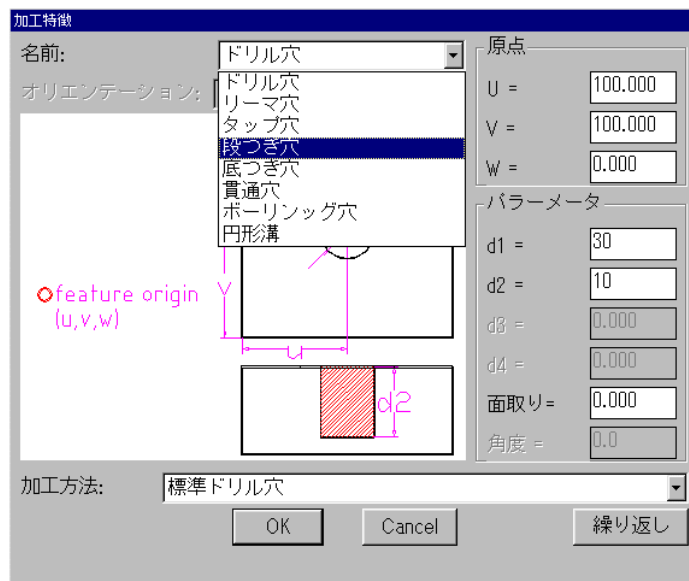 加工特徴
名前:
ドリル穴
オリエンテーション:
ドリル穴
リーマ穴
タップ穴
段つき穴
底つき穴
貫通穴
ボーリンッグ穴
円形溝
feature origin
(u,v,w)
V
U
d2
原点
U =
100.000
V =
100.000
W =
0.000
パラーメータ
d1 =
30
d2 =
10
d3 =
0.000
d4 =
0.000
面取り=
0.000
角度 =
0.0
加工方法:
標準ドリル穴
OK
Cancel
繰り返し